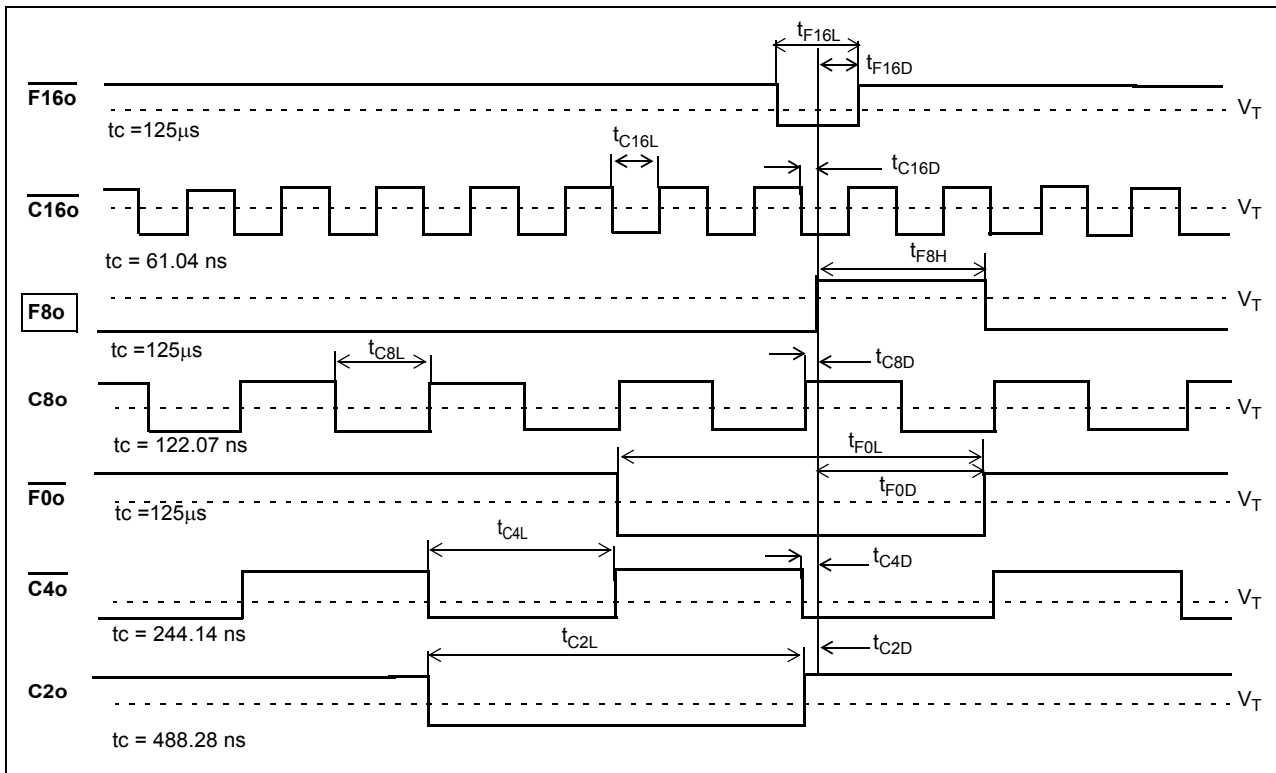 tF16L
tF16D
F16o
VT
tc =125µs
tC16L
tC16D
C16o
VT
tc = 61.04 ns
tF8H
F8o
VT
tc =125µs
tC8L
tC8D
C8o
VT
tc = 122.07 ns
tF0L
F0o
tF0D
VT
tc =125µs
tC4L
tC4D
C4o
VT
tc = 244.14 ns
tC2L
tC2D
C2o
VT
tc = 488.28 ns